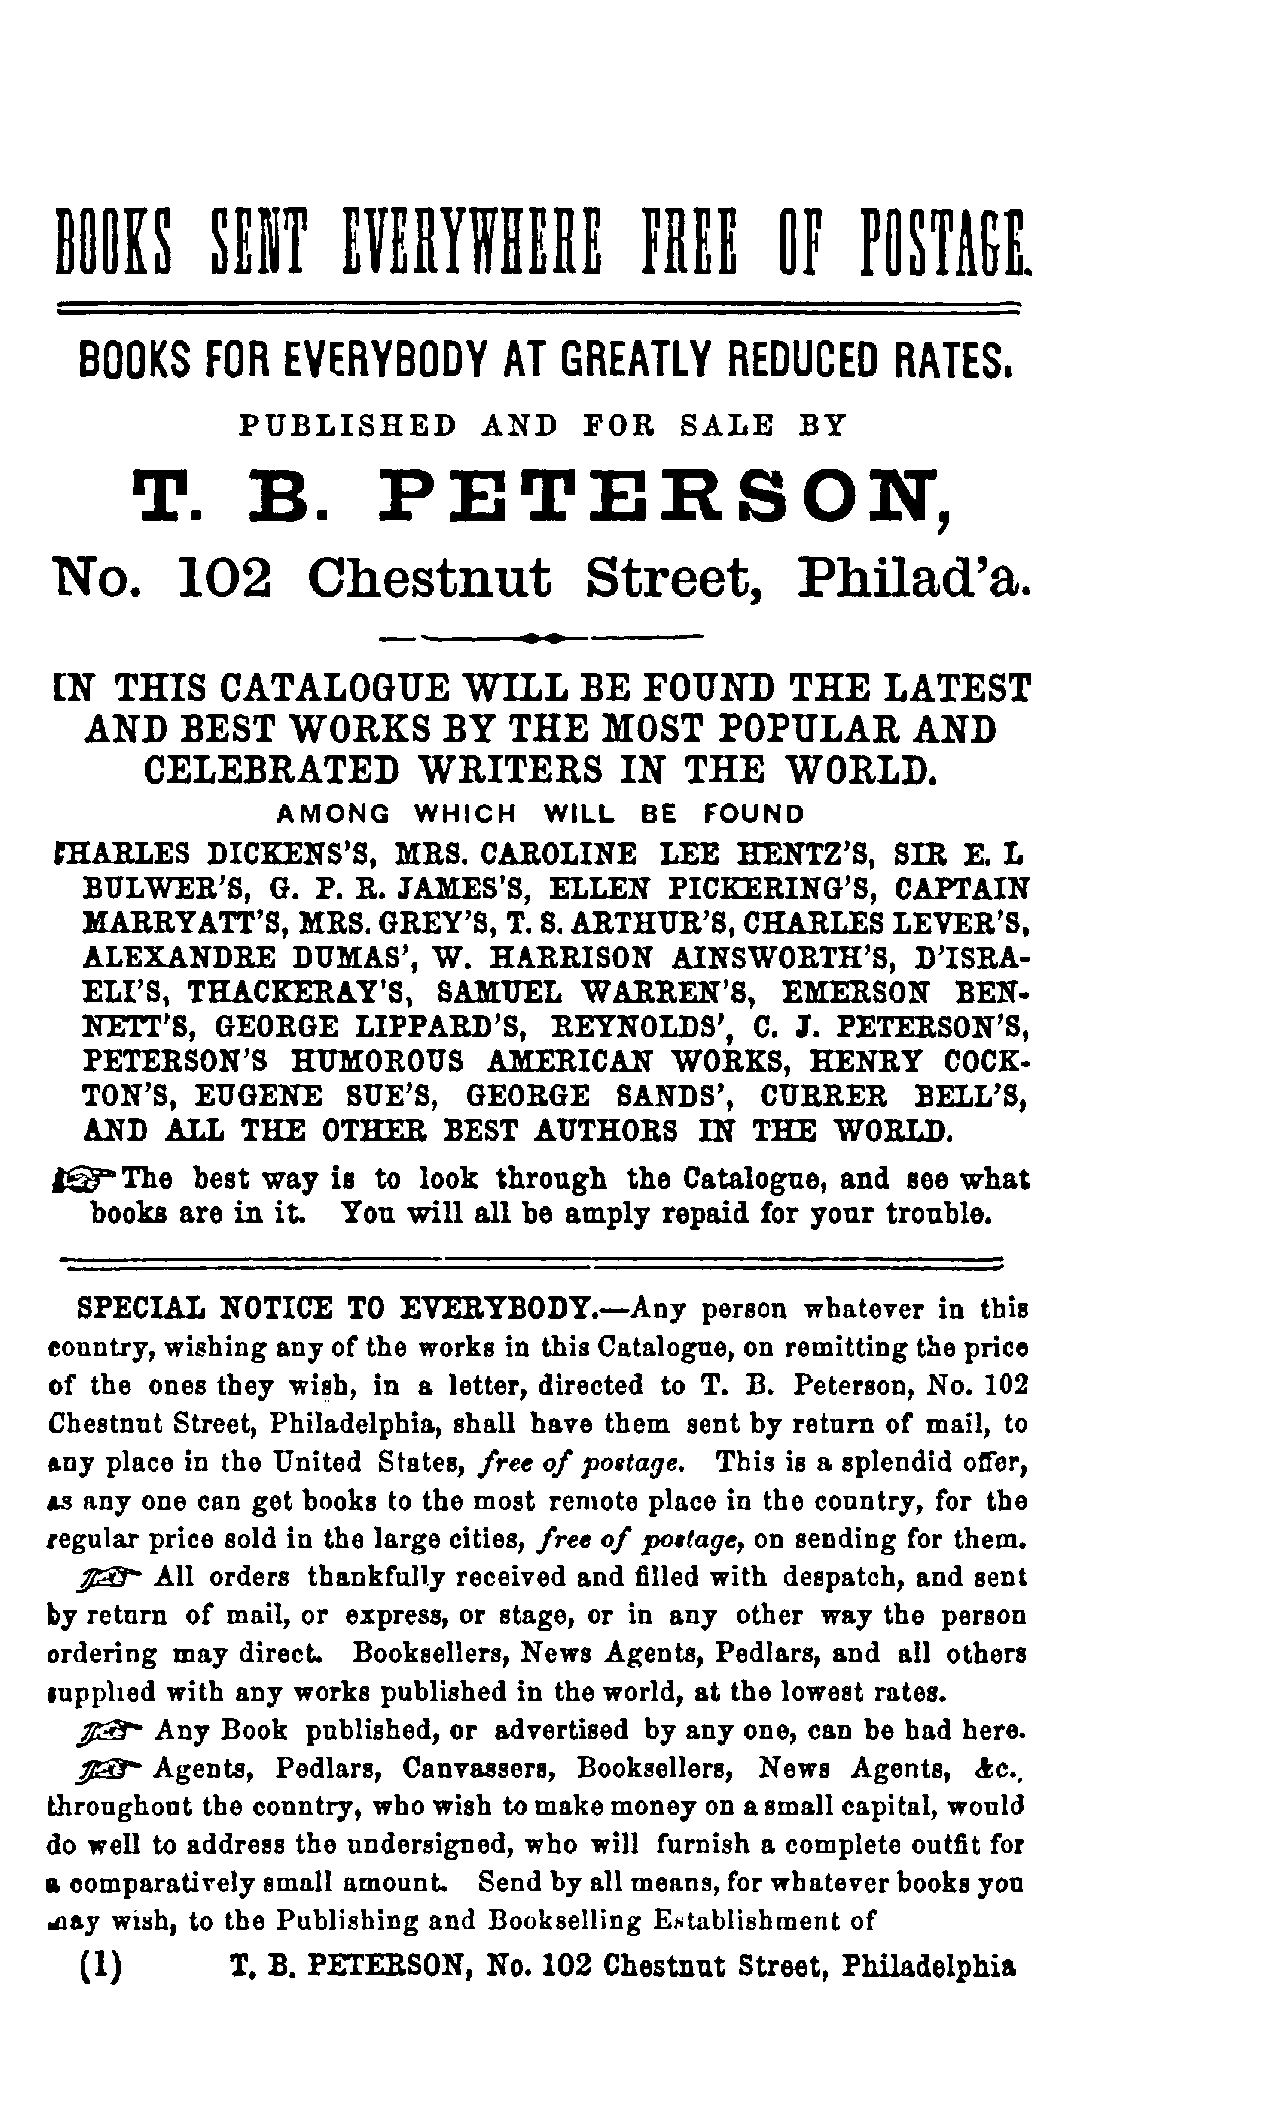 BOOKS SENT EVERYWHERE FREE OF POSTAGE.
BOOKS FOR EVERYBODY AT GREATLY REDUCED RATES.
PUBLISHED AND FOR SALE BY
T. B. PETERSON,
No. 102 Chestnut Street, Philad'a.
IN THIS CATALOGUE WILL BE FOUND THE LATEST
AND BEST WORKS BY THE MOST POPULAR AND
CELEBRATED WRITERS IN THE WORLD.
AMONG WHICH WILL BE FOUND
CHARLES DICKENS'S, MRS. CAROLINE LEE HENTZ'S, SIR E. L
BULWER'S, G. P. R. JAMES'S, ELLEN PICKERING'S, CAPTAIN
MARRYATT'S, MRS. GREY'S, T. S. ARTHUR'S, CHARLES LEVER'S,
ALEXANDRE DUMAS', W. HARRISON AINSWORTH'S, D'ISRA-
ELI'S, THACKERAY'S, SAMUEL WARREN'S, EMERSON BEN-
NETT'S, GEORGE LIPPARD'S, REYNOLDS', C. J. PETERSON'S,
PETERSON'S HUMOROUS AMERICAN WORKS, HENRY COCK-
TON'S, EUGENE SUE'S, GEORGE SANDS', CURRER BELL'S,
AND ALL THE OTHER BEST AUTHORS IN THE WORLD.
☞ The best way is to look through the Catalogue, and see what
books are in it. You will all be amply repaid for your trouble.
SPECIAL NOTICE TO EVERYBODY.—Any person whatever in this
country, wishing any of the works in this Catalogue, on remitting the price
of the ones they wish, in a letter, directed to T. B. Peterson, No. 102
Chestnut Street, Philadelphia, shall have them sent by return of mail, to
any place in the United States, free of postage. This is a splendid offer,
as any one can get books to the most remote place in the country, for the
regular price sold in the large cities, free of postage, on sending for them.
☞ All orders thankfully received and filled with despatch, and sent
by return of mail, or express, or stage, or in any other way the person
ordering may direct. Booksellers, News Agents, Pedlars, and all others
supplied with any works published in the world, at the lowest rates.
☞ Any Book published, or advertised by any one, can be had here.
☞ Agents, Pedlars, Canvassers, Booksellers, News Agents, &c.,
throughout the country, who wish to make money on a small capital, would
do well to address the undersigned, who will furnish a complete outfit for
a comparatively small amount. Send by all means, for whatever books you
may wish, to the Publishing and Bookselling Establishment of
(1) T. B. PETERSON, No. 102 Chestnut Street, Philadelphia